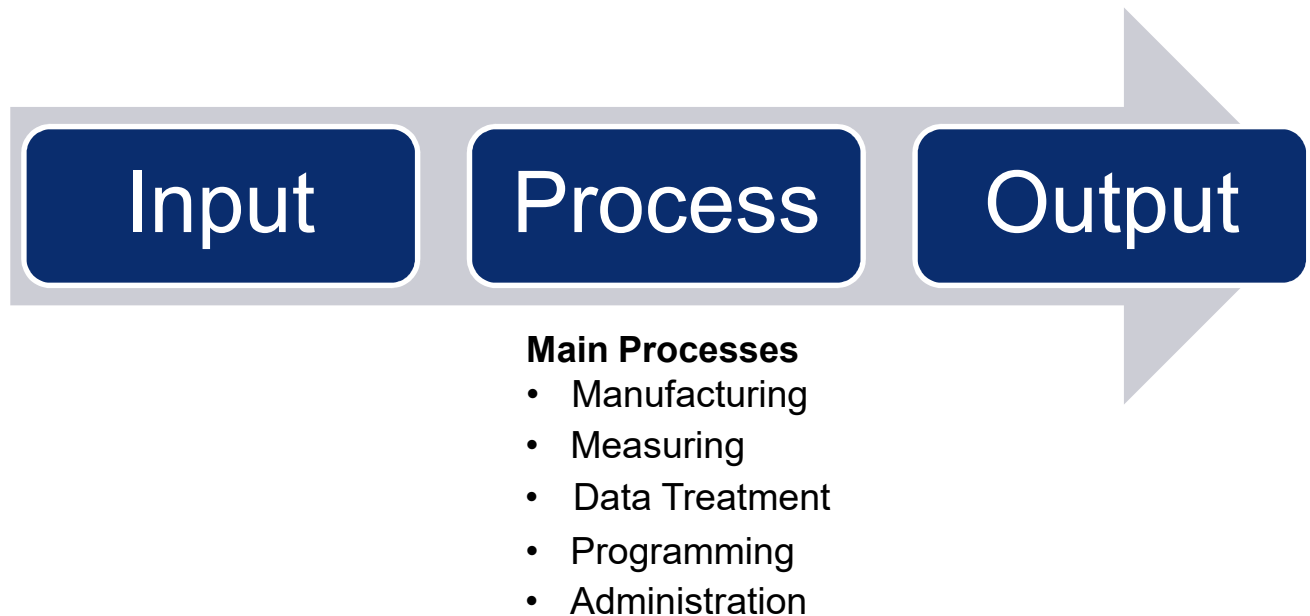 Input
Process
Output
Main Processes
• Manufacturing
• Measuring
• Data Treatment
• Programming
• Administration